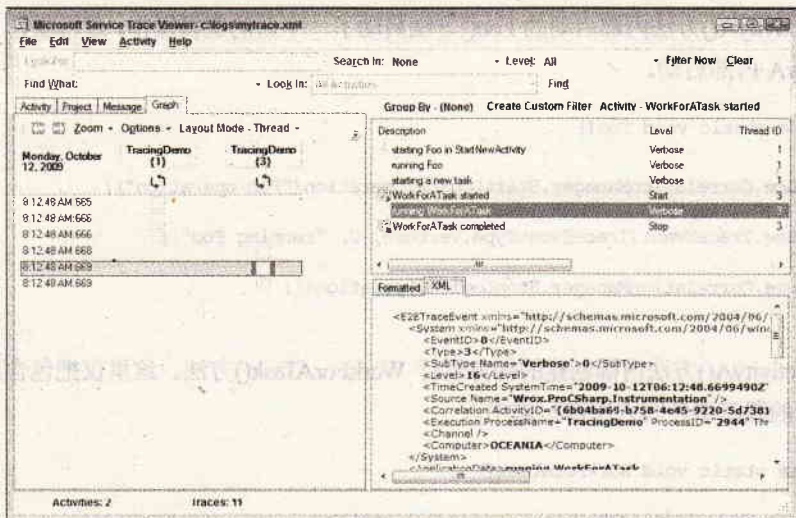 Microsoft Service Trace Viewer- c:\logs\mytrace.xml
File Edit View Activity Help
Search In: None
Level: All
Filter Now Clear
Find What:
Look In:
Find
Activity Project Message Graph
Group By - (None) Create Custom Filter Activity - WorkForATask started
Zoom Options Layout Mode - Thread
Monday, October 12, 2009
TracingDemo {1}
TracingDemo {3}
8:12:48 AM:665
8:12:48 AM:666
8:12:48 AM:666
8:12:48 AM:668
8:12:48 AM:669
8:12:48 AM:669
Description Level Thread ID
starting Foo in StartNewActivity Verbose 1
running Foo Verbose 1
starting a new task Verbose 1
WorkForATask started Start 3
running WorkForATask Verbose 3
WorkForATask completed Stop 3
Formatted XML
<E2ETraceEvent xmlns="http://schemas.microsoft.com/2004/06/
<System xmlns="http://schemas.microsoft.com/2004/06/wind
<EventID>0</EventID>
<Type>3</Type>
<SubType Name="Verbose">0</SubType>
<Level>16</Level>
<TimeCreated SystemTime="2009-10-12T06:12:48.6699490Z"
<Source Name="Wrox.ProCSharp.Instrumentation" />
<Correlation ActivityID="{6b04ba69-b758-4e45-9220-5d7381
<Execution ProcessName="TracingDemo" ProcessID="2944" Thr
<Channel />
<Computer>OCEANIA</Computer>
</System>
<ApplicationData>running WorkForATask
Activities: 2
Traces: 11